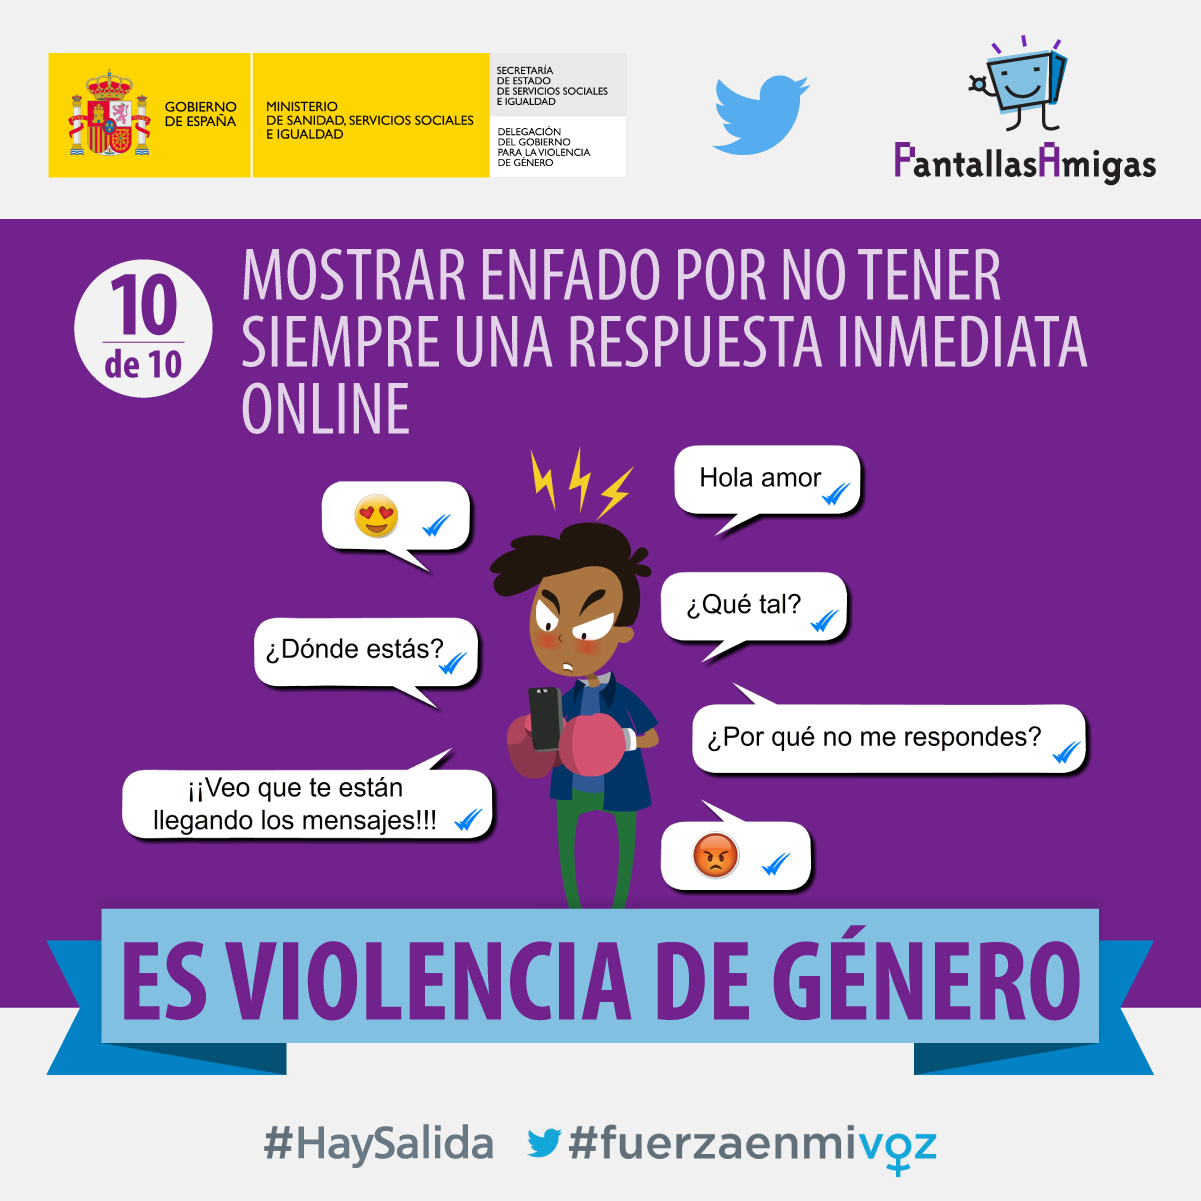 GOBIERNO
DE ESPAÑA
MINISTERIO
DE SANIDAD, SERVICIOS SOCIALES
E IGUALDAD
SECRETARÍA
DE ESTADO
DE SERVICIOS SOCIALES
E IGUALDAD
DELEGACIÓN
DEL GOBIERNO
PARA LA VIOLENCIA
DE GÉNERO
PantallasAmigas
10
de 10
MOSTRAR ENFADO POR NO TENER
SIEMPRE UNA RESPUESTA INMEDIATA
ONLINE
Hola amor
¿Qué tal?
¿Dónde estás?
¿Por qué no me respondes?
¡¡Veo que te están
llegando los mensajes!!!
ES VIOLENCIA DE GÉNERO
#HaySalida
#fuerzaenmivoz